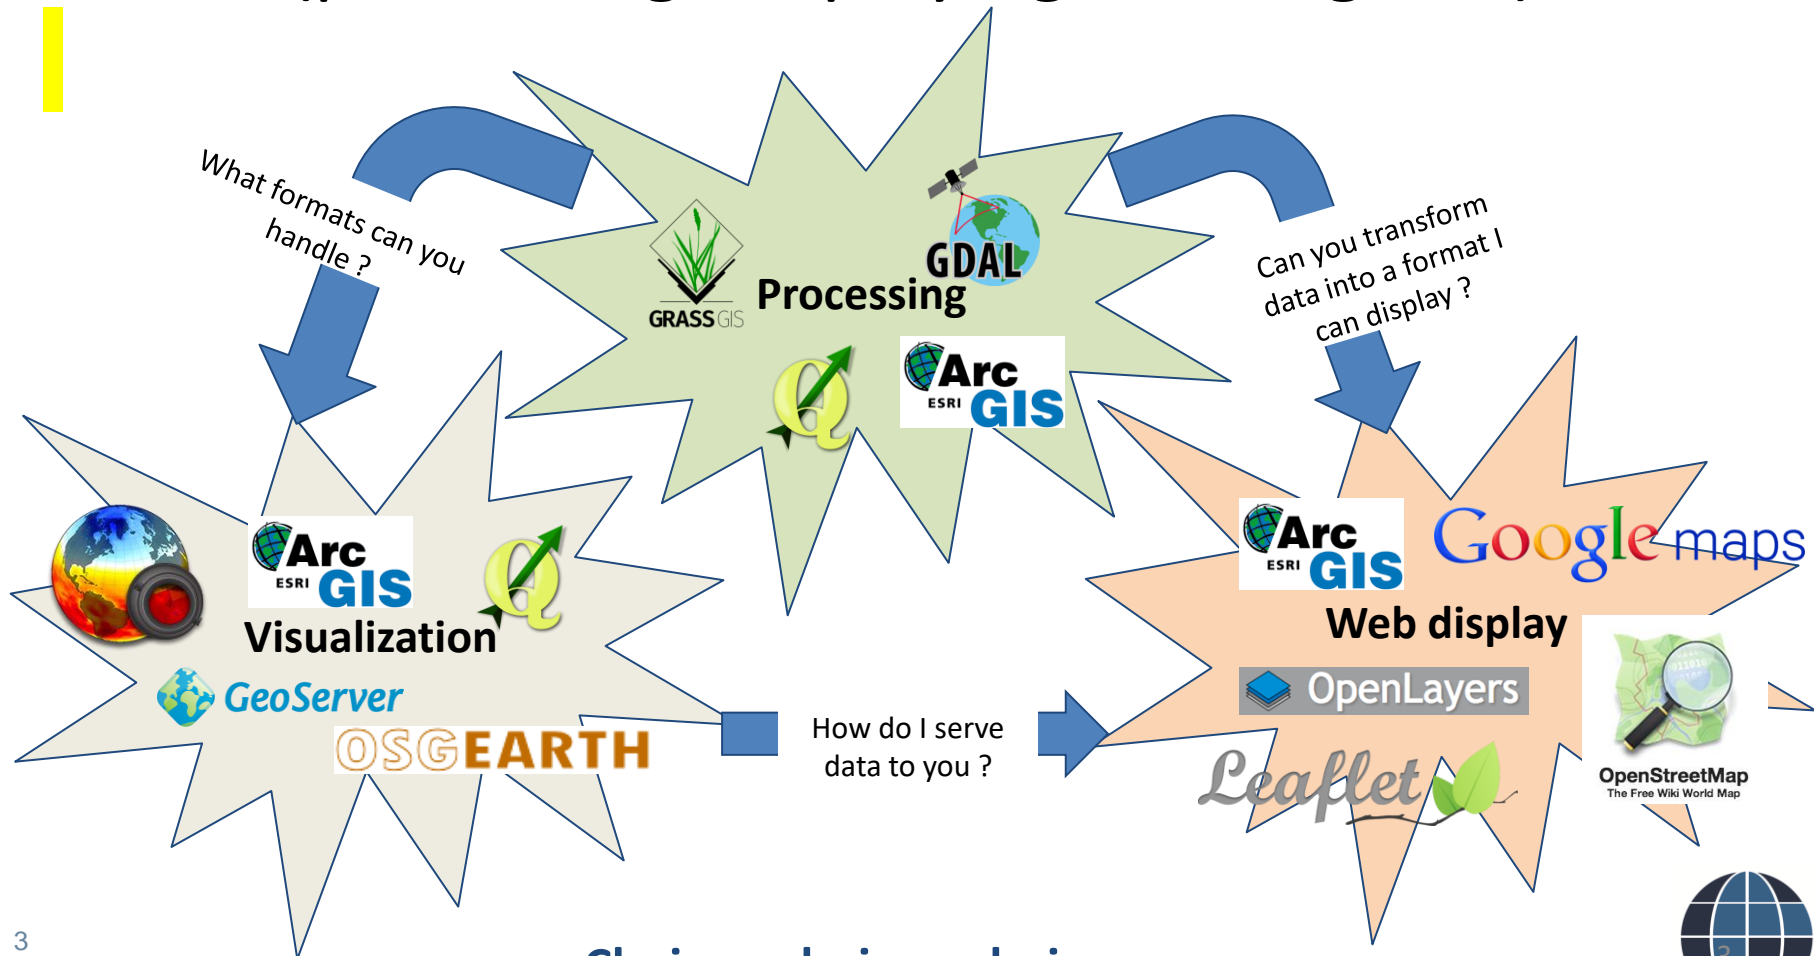 What formats can you
handle ?
GRASS GIS
GDAL
Processing
Arc
ESRI GIS
Can you transform
data into a format I
can display ?
Arc
ESRI GIS
Visualization
GeoServer
OSGEARTH
How do I serve
data to you ?
Arc
ESRI GIS
Google maps
Web display
OpenLayers
Leaflet
OpenStreetMap
The Free Wiki World Map
3
3